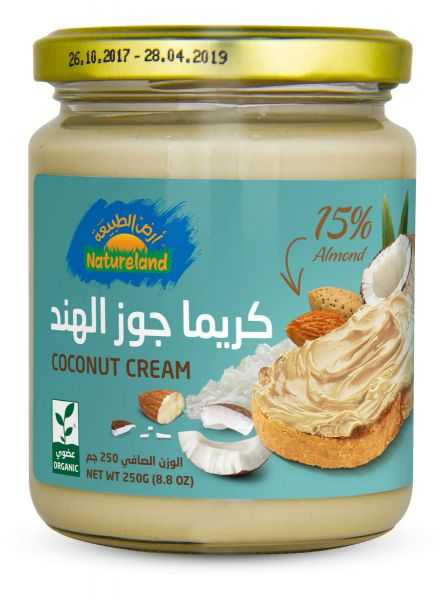 26.10.2017 - 28.04.2019
أرض الطبيعة
Natureland
15%
Almond
كريما جوز الهند
COCONUT CREAM
عضوي
ORGANIC
الوزن الصافي 250 جم
NET WT 250G (8.8 OZ)